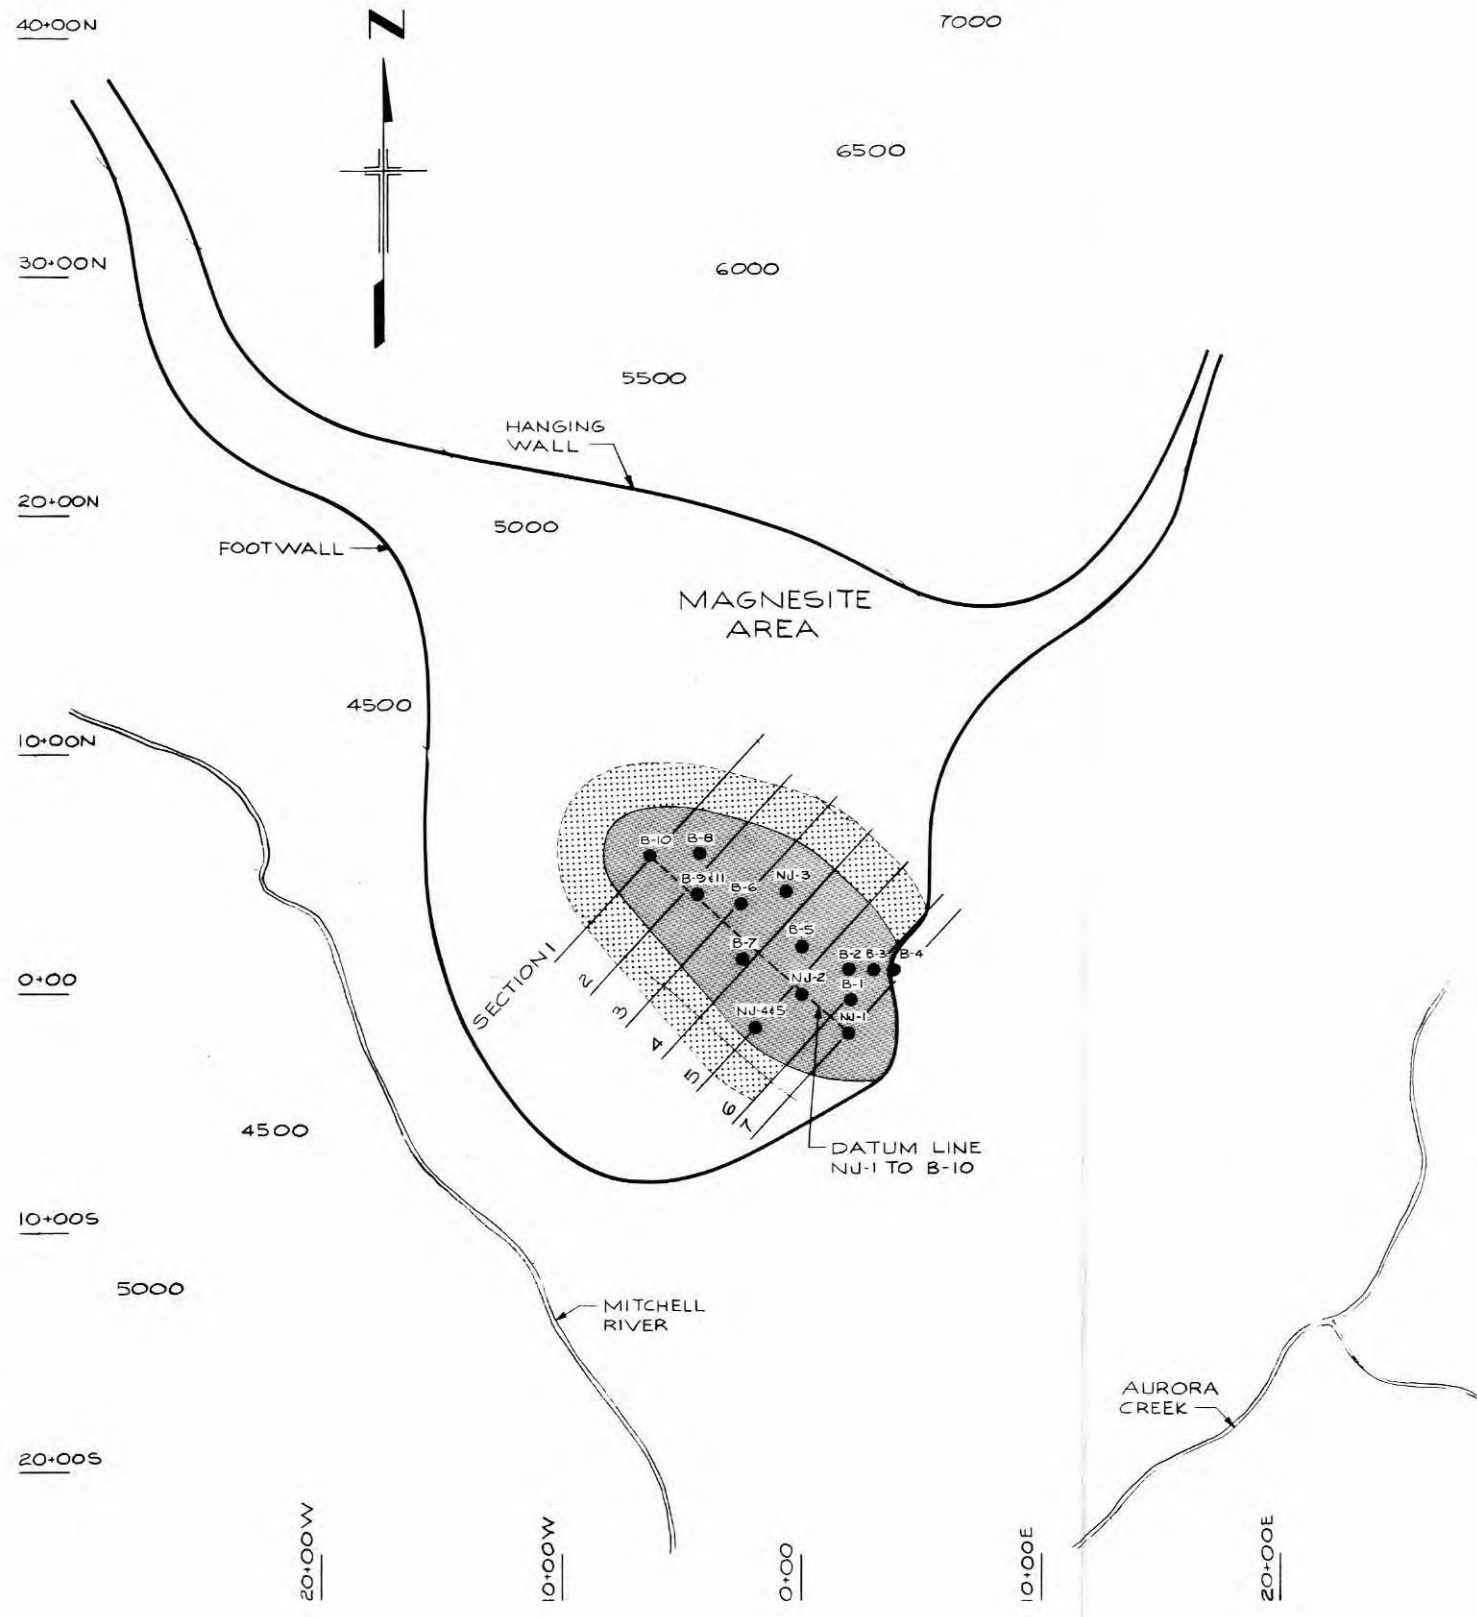 40+00N
N
7000
6500
30+00N
6000
5500
HANGING
WALL
20+00N
5000
FOOTWALL
MAGNESITE
AREA
4500
10+00N
B-10
B-8
B-9&11
B-6
NJ-3
B-5
B-7
B-2
B-3
B-4
0+00
NJ-2
B-1
SECTION 1
2
3
4
5
6
7
NJ-4&5
NJ-1
4500
DATUM LINE
NJ-1 TO B-10
10+00S
5000
MITCHELL
RIVER
AURORA
CREEK
20+00S
20+00W
10+00W
0+00
10+00E
20+00E